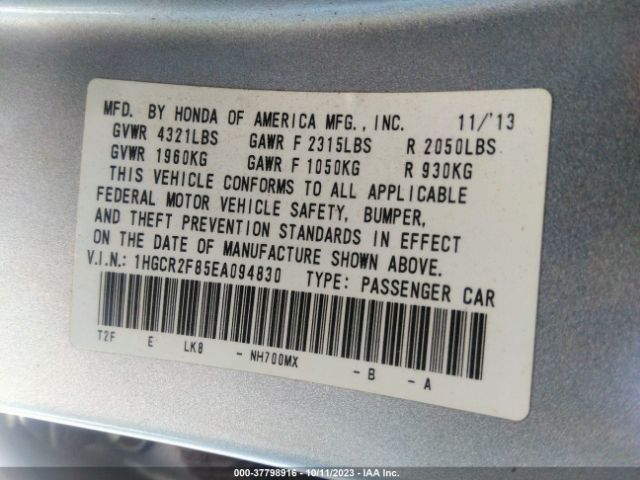 MFD. BY HONDA OF AMERICA MFG., INC. 11/'13
GVWR 4321LBS GAWR F 2315LBS R 2050LBS
GVWR 1960KG GAWR F 1050KG R 930KG
THIS VEHICLE CONFORMS TO ALL APPLICABLE
FEDERAL MOTOR VEHICLE SAFETY, BUMPER,
AND THEFT PREVENTION STANDARDS IN EFFECT
ON THE DATE OF MANUFACTURE SHOWN ABOVE.
V.I.N.: 1HGCR2F85EA094830 TYPE: PASSENGER CAR
T2F E LK8 - NH700MX - B - A
000-37798916 - 10/11/2023 - IAA Inc.